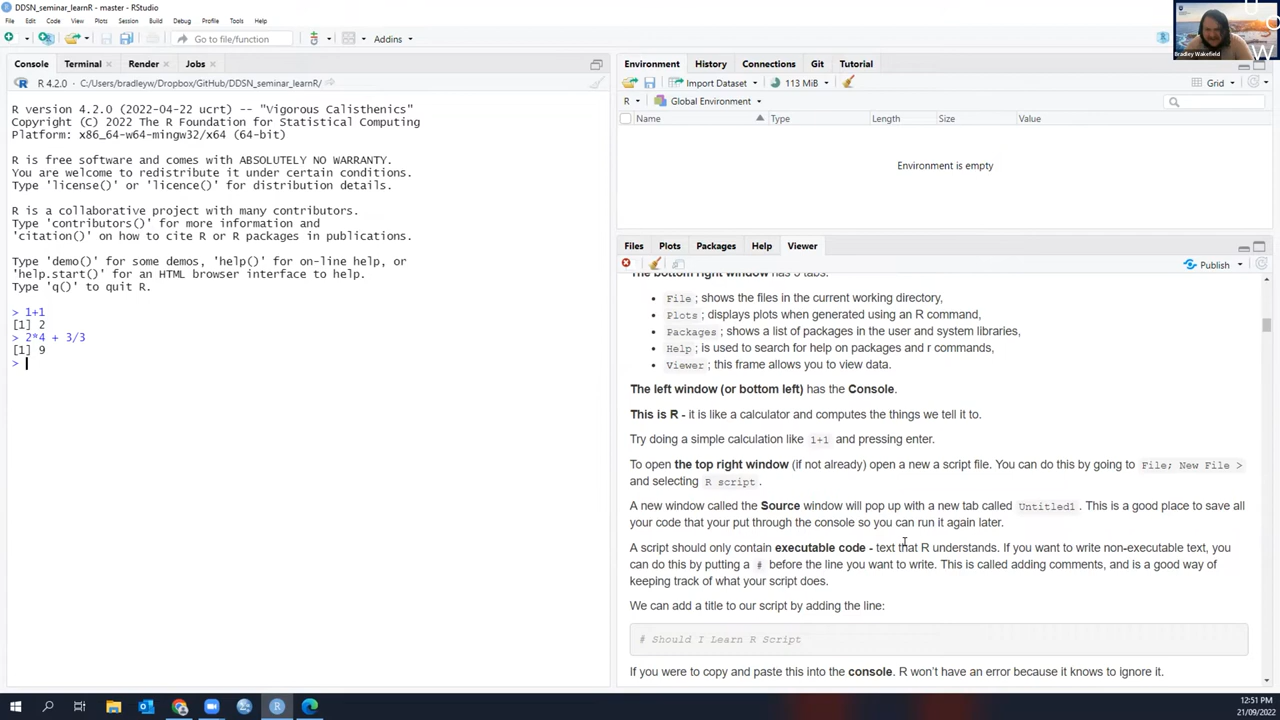 DDSN_seminar_learnR - master - RStudio
File Edit Code View Plots Session Build Debug Profile Tools Help
Go to file/function
Addins
Console Terminal Render Jobs
R 4.2.0 · C:/Users/bradleyw/Dropbox/GitHub/DDSN_seminar_learnR/
R version 4.2.0 (2022-04-22 ucrt) -- "Vigorous Calisthenics"
Copyright (C) 2022 The R Foundation for Statistical Computing
Platform: x86_64-w64-mingw32/x64 (64-bit)
R is free software and comes with ABSOLUTELY NO WARRANTY.
You are welcome to redistribute it under certain conditions.
Type 'license()' or 'licence()' for distribution details.
R is a collaborative project with many contributors.
Type 'contributors()' for more information and
'citation()' on how to cite R or R packages in publications.
Type 'demo()' for some demos, 'help()' for on-line help, or
'help.start()' for an HTML browser interface to help.
Type 'q()' to quit R.
> 1+1
[1] 2
> 2*4 + 3/3
[1] 9
>
Bradley Wakefield
Environment History Connections Git Tutorial
Import Dataset 113 MiB Grid
R Global Environment
Name Type Length Size Value
Environment is empty
Files Plots Packages Help Viewer
Publish
The bottom right window has 5 tabs.
• File ; shows the files in the current working directory,
• Plots ; displays plots when generated using an R command,
• Packages ; shows a list of packages in the user and system libraries,
• Help ; is used to search for help on packages and r commands,
• Viewer ; this frame allows you to view data.
The left window (or bottom left) has the Console.
This is R - it is like a calculator and computes the things we tell it to.
Try doing a simple calculation like 1+1 and pressing enter.
To open the top right window (if not already) open a new a script file. You can do this by going to File; New File >
and selecting R script .
A new window called the Source window will pop up with a new tab called Untitled1 . This is a good place to save all
your code that your put through the console so you can run it again later.
A script should only contain executable code - text that R understands. If you want to write non-executable text, you
can do this by putting a # before the line you want to write. This is called adding comments, and is a good way of
keeping track of what your script does.
We can add a title to our script by adding the line:
# Should I Learn R Script
If you were to copy and paste this into the console. R won't have an error because it knows to ignore it.
12:51 PM
21/09/2022